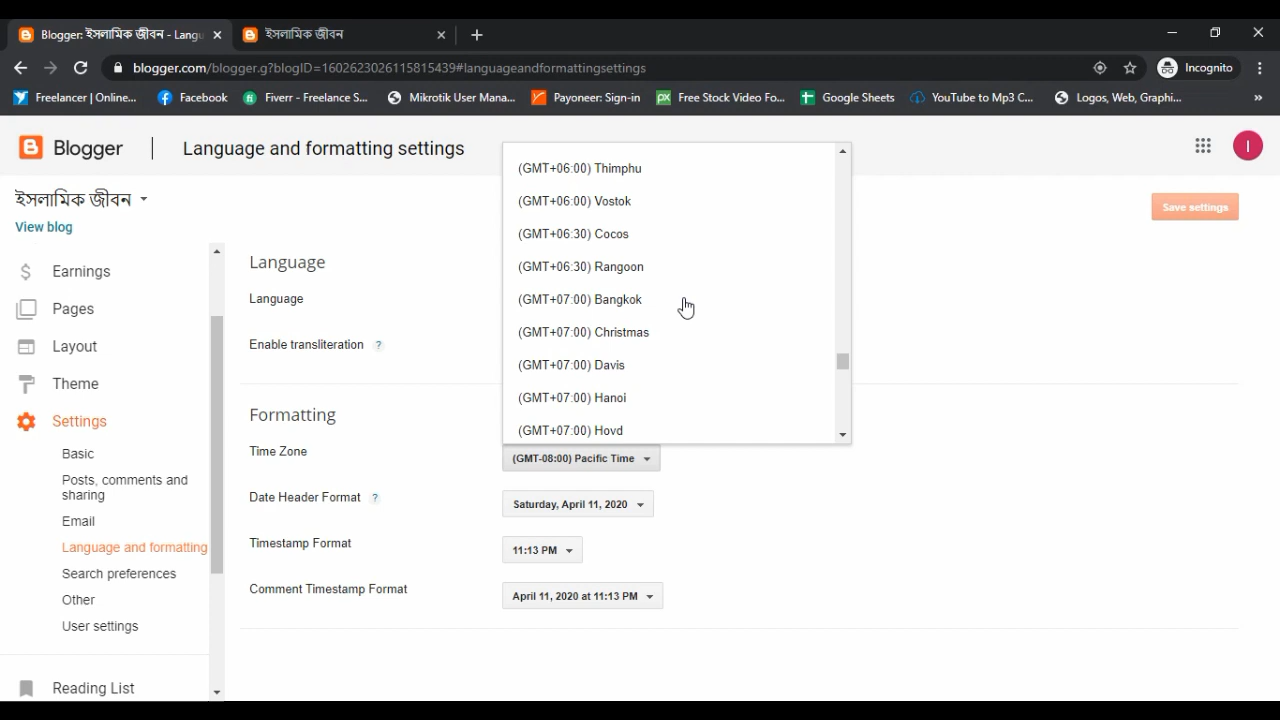 Blogger: ইসলামিক জীবন - Langu
ইসলামিক জীবন
blogger.com/blogger.g?blogID=1602623026115815439#languageandformattingsettings
Incognito
Freelancer | Online...
Facebook
Fiverr - Freelance S...
Mikrotik User Mana...
Payoneer: Sign-in
Free Stock Video Fo...
Google Sheets
YouTube to Mp3 C...
Logos, Web, Graphi...
»
Blogger
Language and formatting settings
I
ইসলামিক জীবন
View blog
Save settings
Earnings
Pages
Layout
Theme
Settings
Basic
Posts, comments and
sharing
Email
Language and formatting
Search preferences
Other
User settings
Reading List
Language
Language
Enable transliteration ?
(GMT+06:00) Thimphu
(GMT+06:00) Vostok
(GMT+06:30) Cocos
(GMT+06:30) Rangoon
(GMT+07:00) Bangkok
(GMT+07:00) Christmas
(GMT+07:00) Davis
(GMT+07:00) Hanoi
(GMT+07:00) Hovd
Formatting
Time Zone
(GMT-08:00) Pacific Time
Date Header Format ?
Saturday, April 11, 2020
Timestamp Format
11:13 PM
Comment Timestamp Format
April 11, 2020 at 11:13 PM